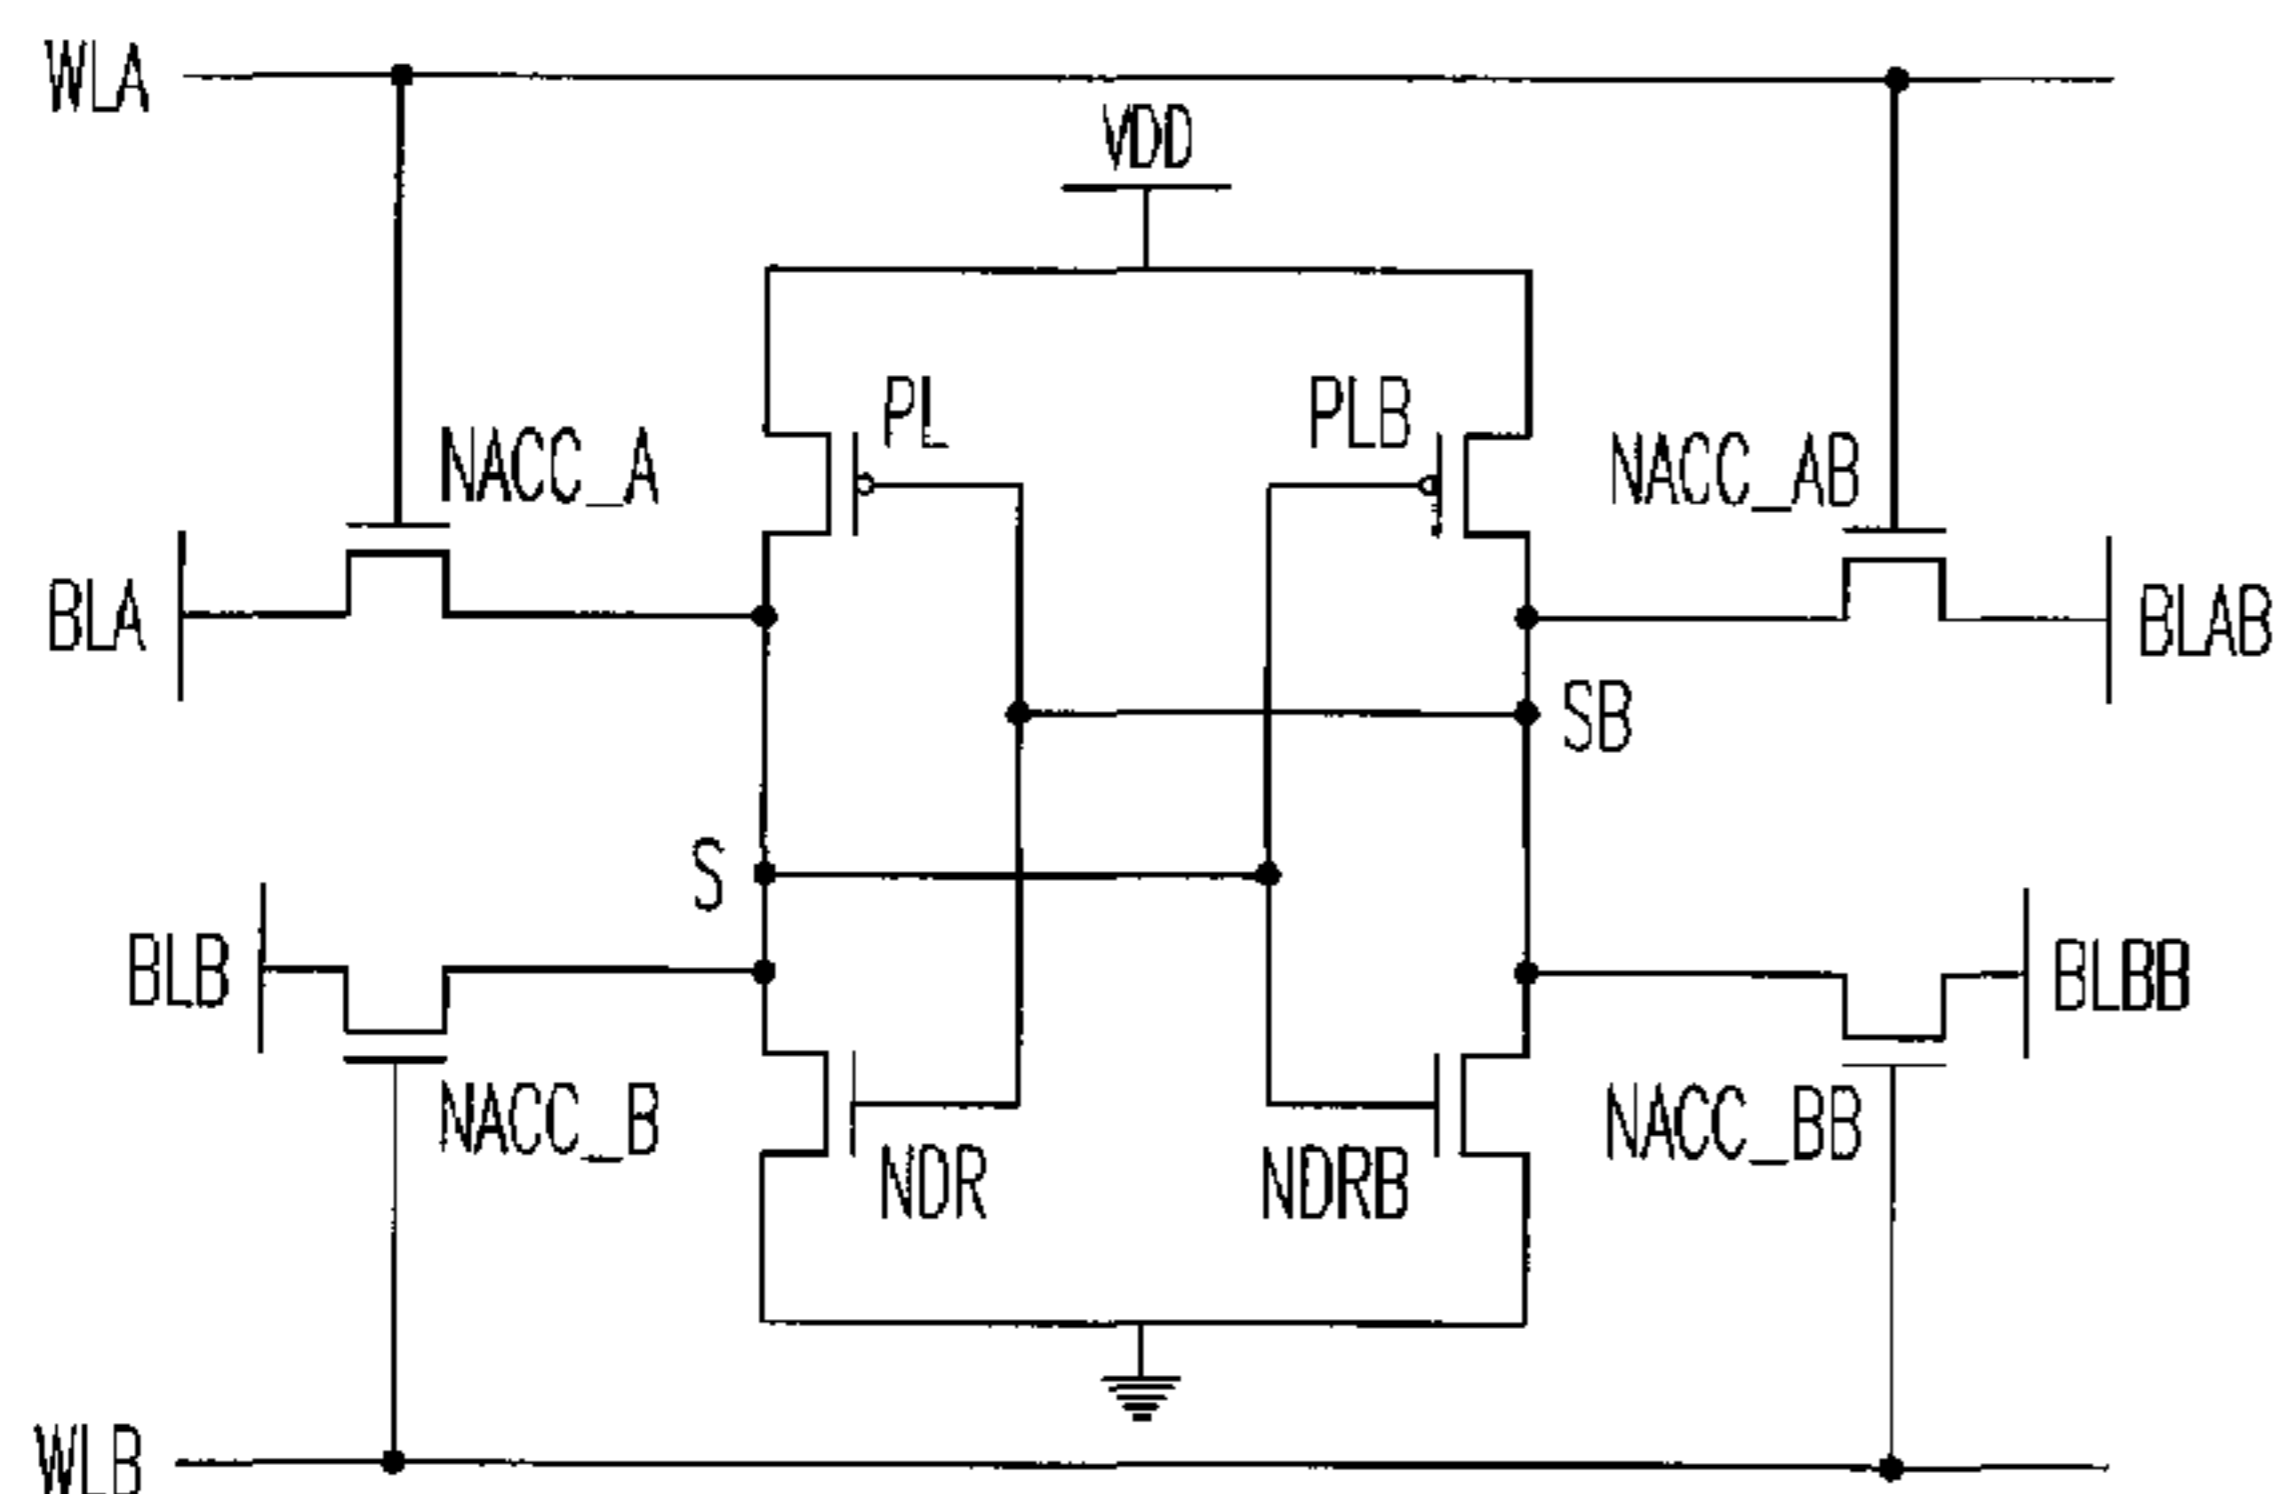 WLA
VDD
PL
PLB
NACC_A
NACC_AB
BLA
BLAB
SB
S
BLB
BLBB
NACC_B
NACC_BB
NDR
NDRB
WLB